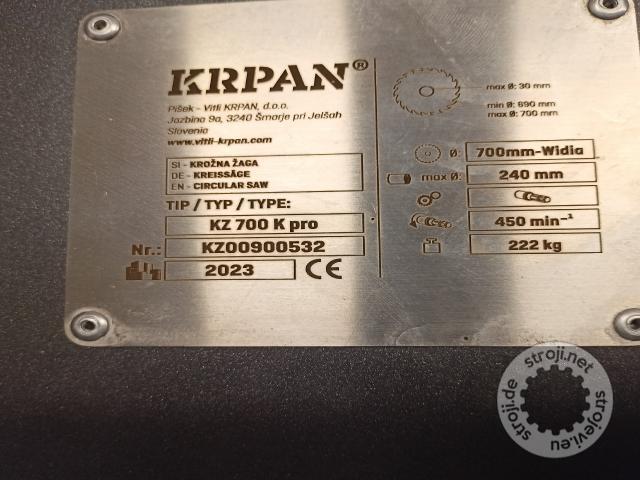 KRPAN®
Pišek - Vitli KRPAN, d.o.o.
Jazbina 9a, 3240 Šmarje pri Jelšah
Slovenia
www.vitli-krpan.com
SI - KROŽNA ŽAGA
DE - KREISSÄGE
EN - CIRCULAR SAW
TIP / TYP / TYPE:
KZ 700 K pro
Nr.: KZ00900532
2023 CE
max Ø: 30 mm
min Ø: 690 mm
max Ø: 700 mm
Ø: 700mm-Widia
max Ø: 240 mm
450 min⁻¹
222 kg
stroji.net
stroji.de
strojevi.eu